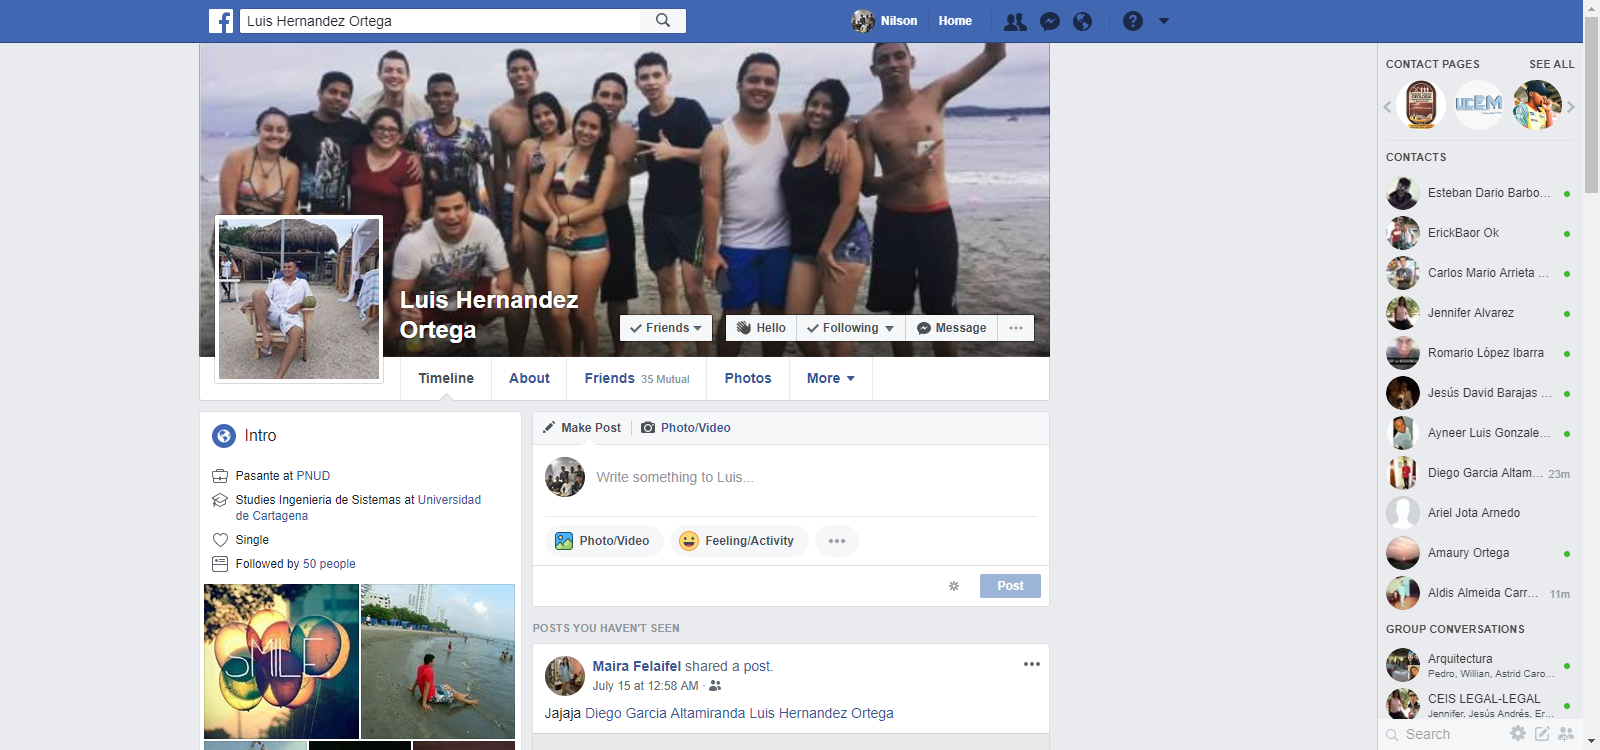 Luis Hernandez Ortega
Nilson
Home
Luis Hernandez
Ortega
Friends
Hello
Following
Message
Timeline
About
Friends 35 Mutual
Photos
More
Intro
Pasante at PNUD
Studies Ingenieria de Sistemas at Universidad
de Cartagena
Single
Followed by 50 people
SMILE
Make Post
Photo/Video
Write something to Luis...
Photo/Video
Feeling/Activity
Post
POSTS YOU HAVEN'T SEEN
Maira Felaifel shared a post.
July 15 at 12:58 AM ·
Jajaja Diego Garcia Altamiranda Luis Hernandez Ortega
CONTACT PAGES
SEE ALL
UCEM
CONTACTS
Esteban Dario Barbo...
ErickBaor Ok
Carlos Mario Arrieta ...
Jennifer Alvarez
Romario López Ibarra
Jesús David Barajas ...
Ayneer Luis Gonzale...
Diego Garcia Altam... 23m
Ariel Jota Arnedo
Amaury Ortega
Aldis Almeida Carr... 11m
GROUP CONVERSATIONS
Arquitectura
Pedro, Willian, Astrid Caro...
CEIS LEGAL-LEGAL
Jennifer, Jesús Andrés, Er...
Search